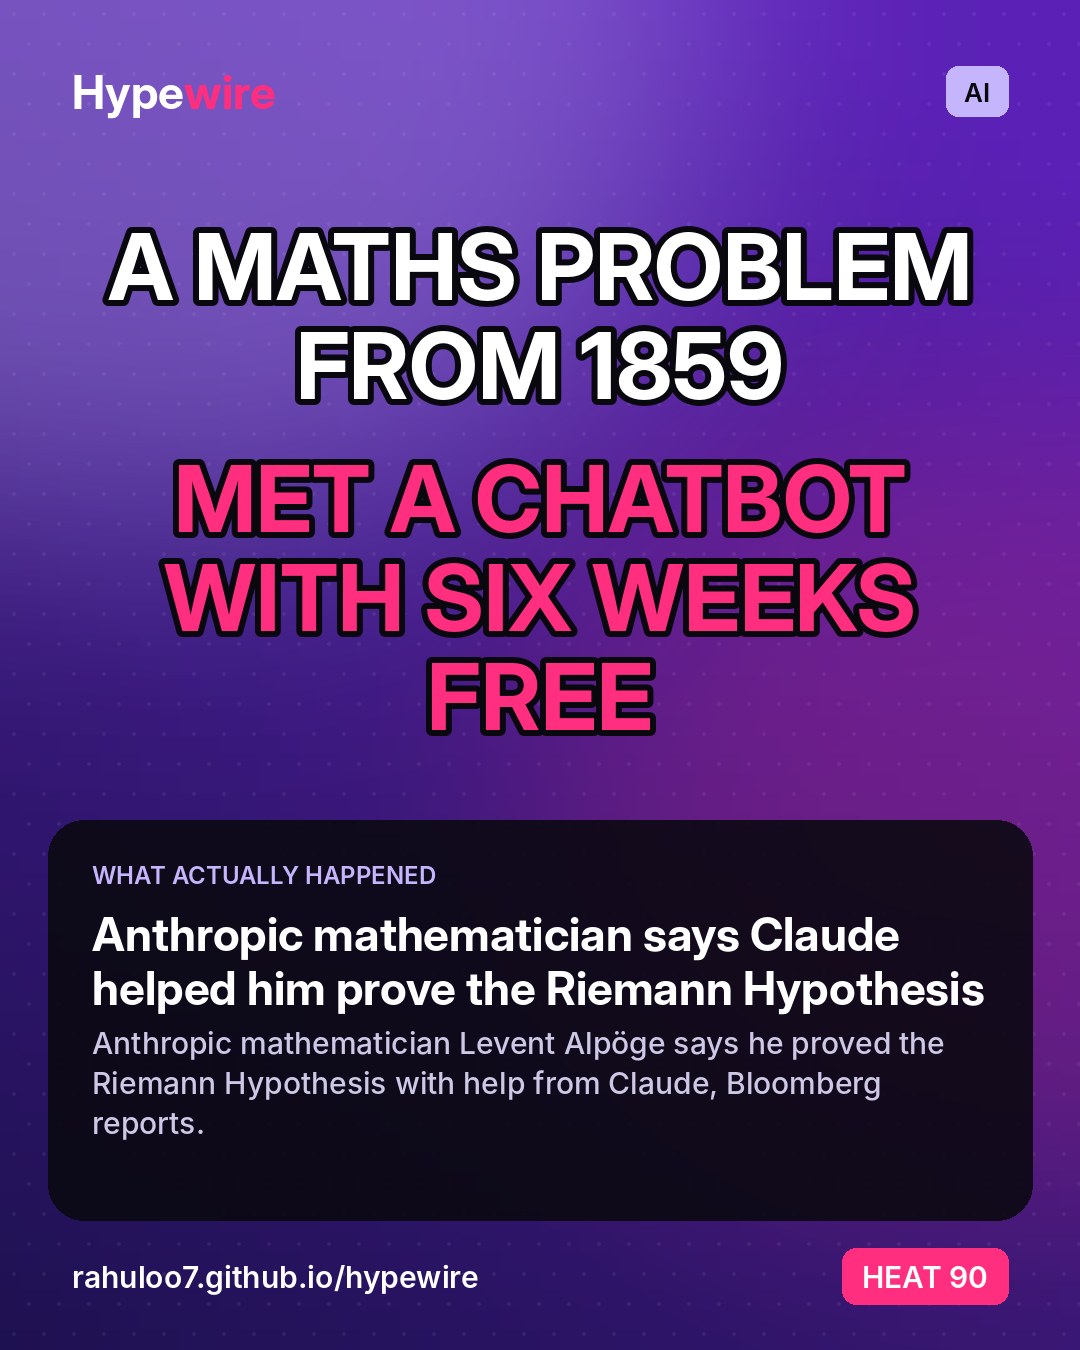 Hypewire
AI
A MATHS PROBLEM
FROM 1859
MET A CHATBOT
WITH SIX WEEKS
FREE
WHAT ACTUALLY HAPPENED
Anthropic mathematician says Claude
helped him prove the Riemann Hypothesis
Anthropic mathematician Levent Alpöge says he proved the
Riemann Hypothesis with help from Claude, Bloomberg
reports.
rahuloo7.github.io/hypewire
HEAT 90